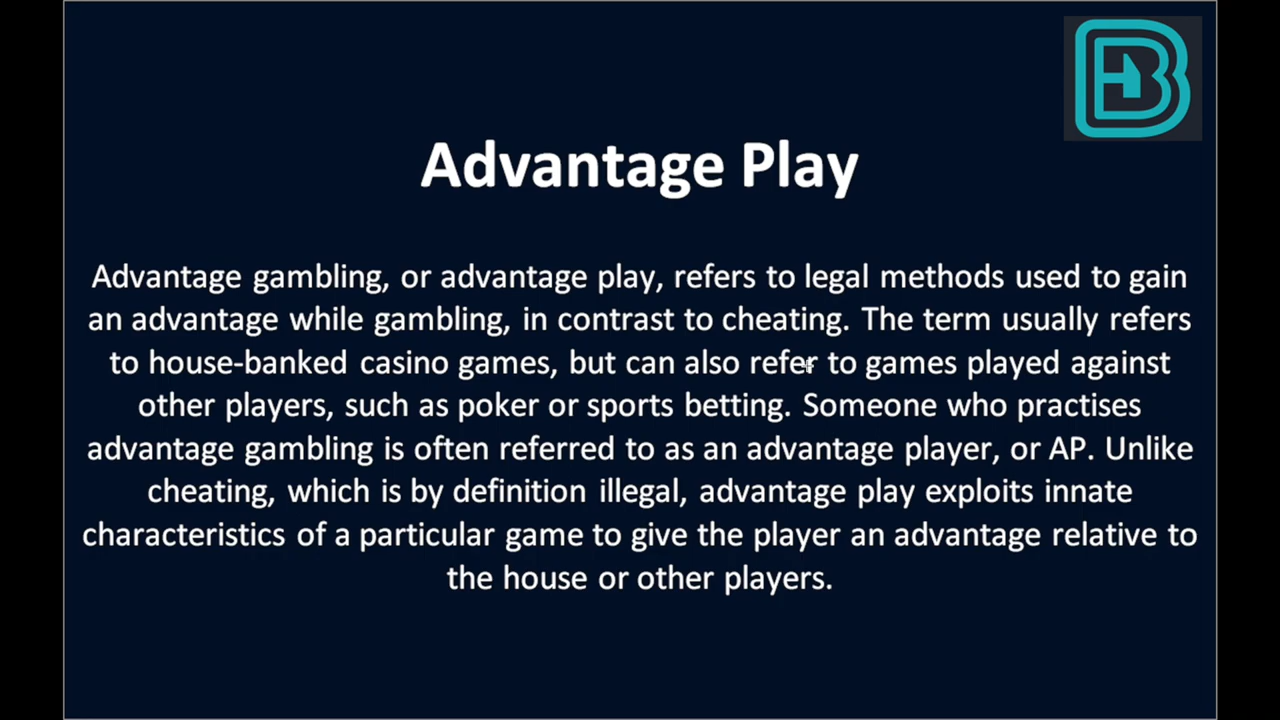 Advantage Play
Advantage gambling, or advantage play, refers to legal methods used to gain
an advantage while gambling, in contrast to cheating. The term usually refers
to house-banked casino games, but can also refer to games played against
other players, such as poker or sports betting. Someone who practises
advantage gambling is often referred to as an advantage player, or AP. Unlike
cheating, which is by definition illegal, advantage play exploits innate
characteristics of a particular game to give the player an advantage relative to
the house or other players.